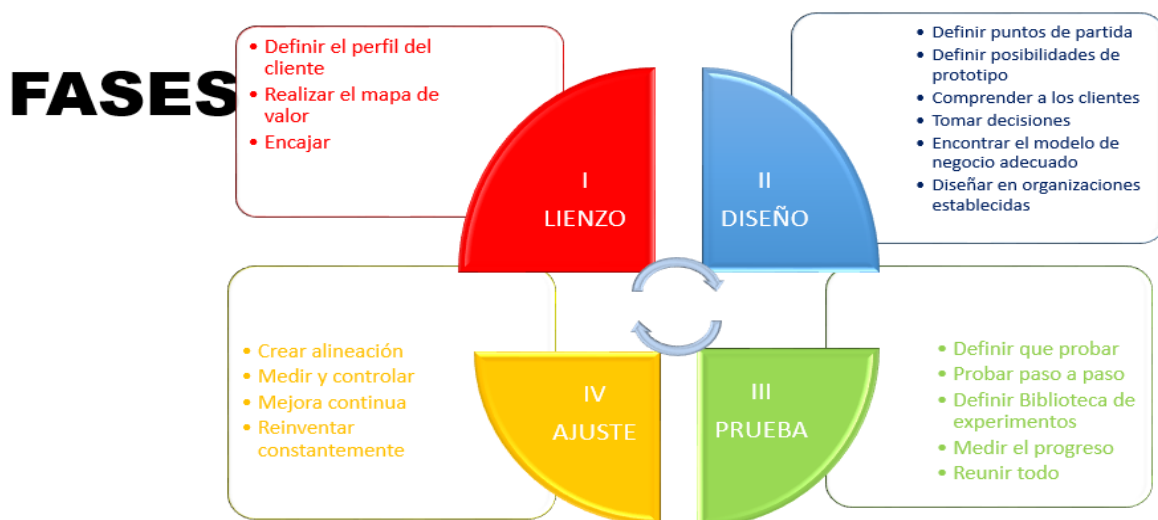 FASES
• Definir el perfil del
cliente
• Realizar el mapa de
valor
• Encajar
I
LIENZO
• Definir puntos de partida
• Definir posibilidades de
prototipo
• Comprender a los clientes
• Tomar decisiones
• Encontrar el modelo de
negocio adecuado
• Diseñar en organizaciones
establecidas
II
DISEÑO
• Crear alineación
• Medir y controlar
• Mejora continua
• Reinventar
constantemente
IV
AJUSTE
• Definir que probar
• Probar paso a paso
• Definir Biblioteca de
experimentos
• Medir el progreso
• Reunir todo
III
PRUEBA